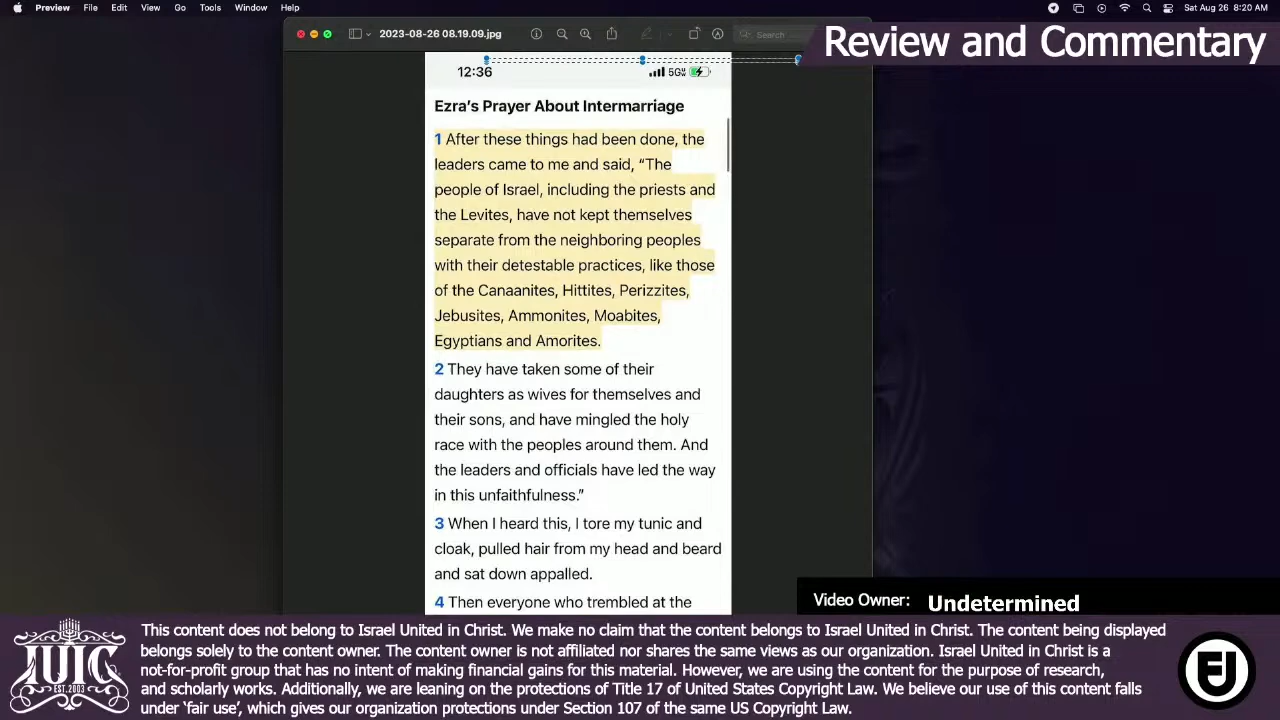 Preview File Edit View Go Tools Window Help
Sat Aug 26 8:20 AM
2023-08-26 08.19.09.jpg
Search
Review and Commentary
12:36
5G
Ezra's Prayer About Intermarriage
1 After these things had been done, the
leaders came to me and said, “The
people of Israel, including the priests and
the Levites, have not kept themselves
separate from the neighboring peoples
with their detestable practices, like those
of the Canaanites, Hittites, Perizzites,
Jebusites, Ammonites, Moabites,
Egyptians and Amorites.
2 They have taken some of their
daughters as wives for themselves and
their sons, and have mingled the holy
race with the peoples around them. And
the leaders and officials have led the way
in this unfaithfulness.”
3 When I heard this, I tore my tunic and
cloak, pulled hair from my head and beard
and sat down appalled.
4 Then everyone who trembled at the
Video Owner: Undetermined
IUIC
EST. 2003
This content does not belong to Israel United in Christ. We make no claim that the content belongs to Israel United in Christ. The content being displayed
belongs solely to the content owner. The content owner is not affiliated nor shares the same views as our organization. Israel United in Christ is a
not-for-profit group that has no intent of making financial gains for this material. However, we are using the content for the purpose of research,
and scholarly works. Additionally, we are leaning on the protections of Title 17 of United States Copyright Law. We believe our use of this content falls
under ‘fair use’, which gives our organization protections under Section 107 of the same US Copyright Law.